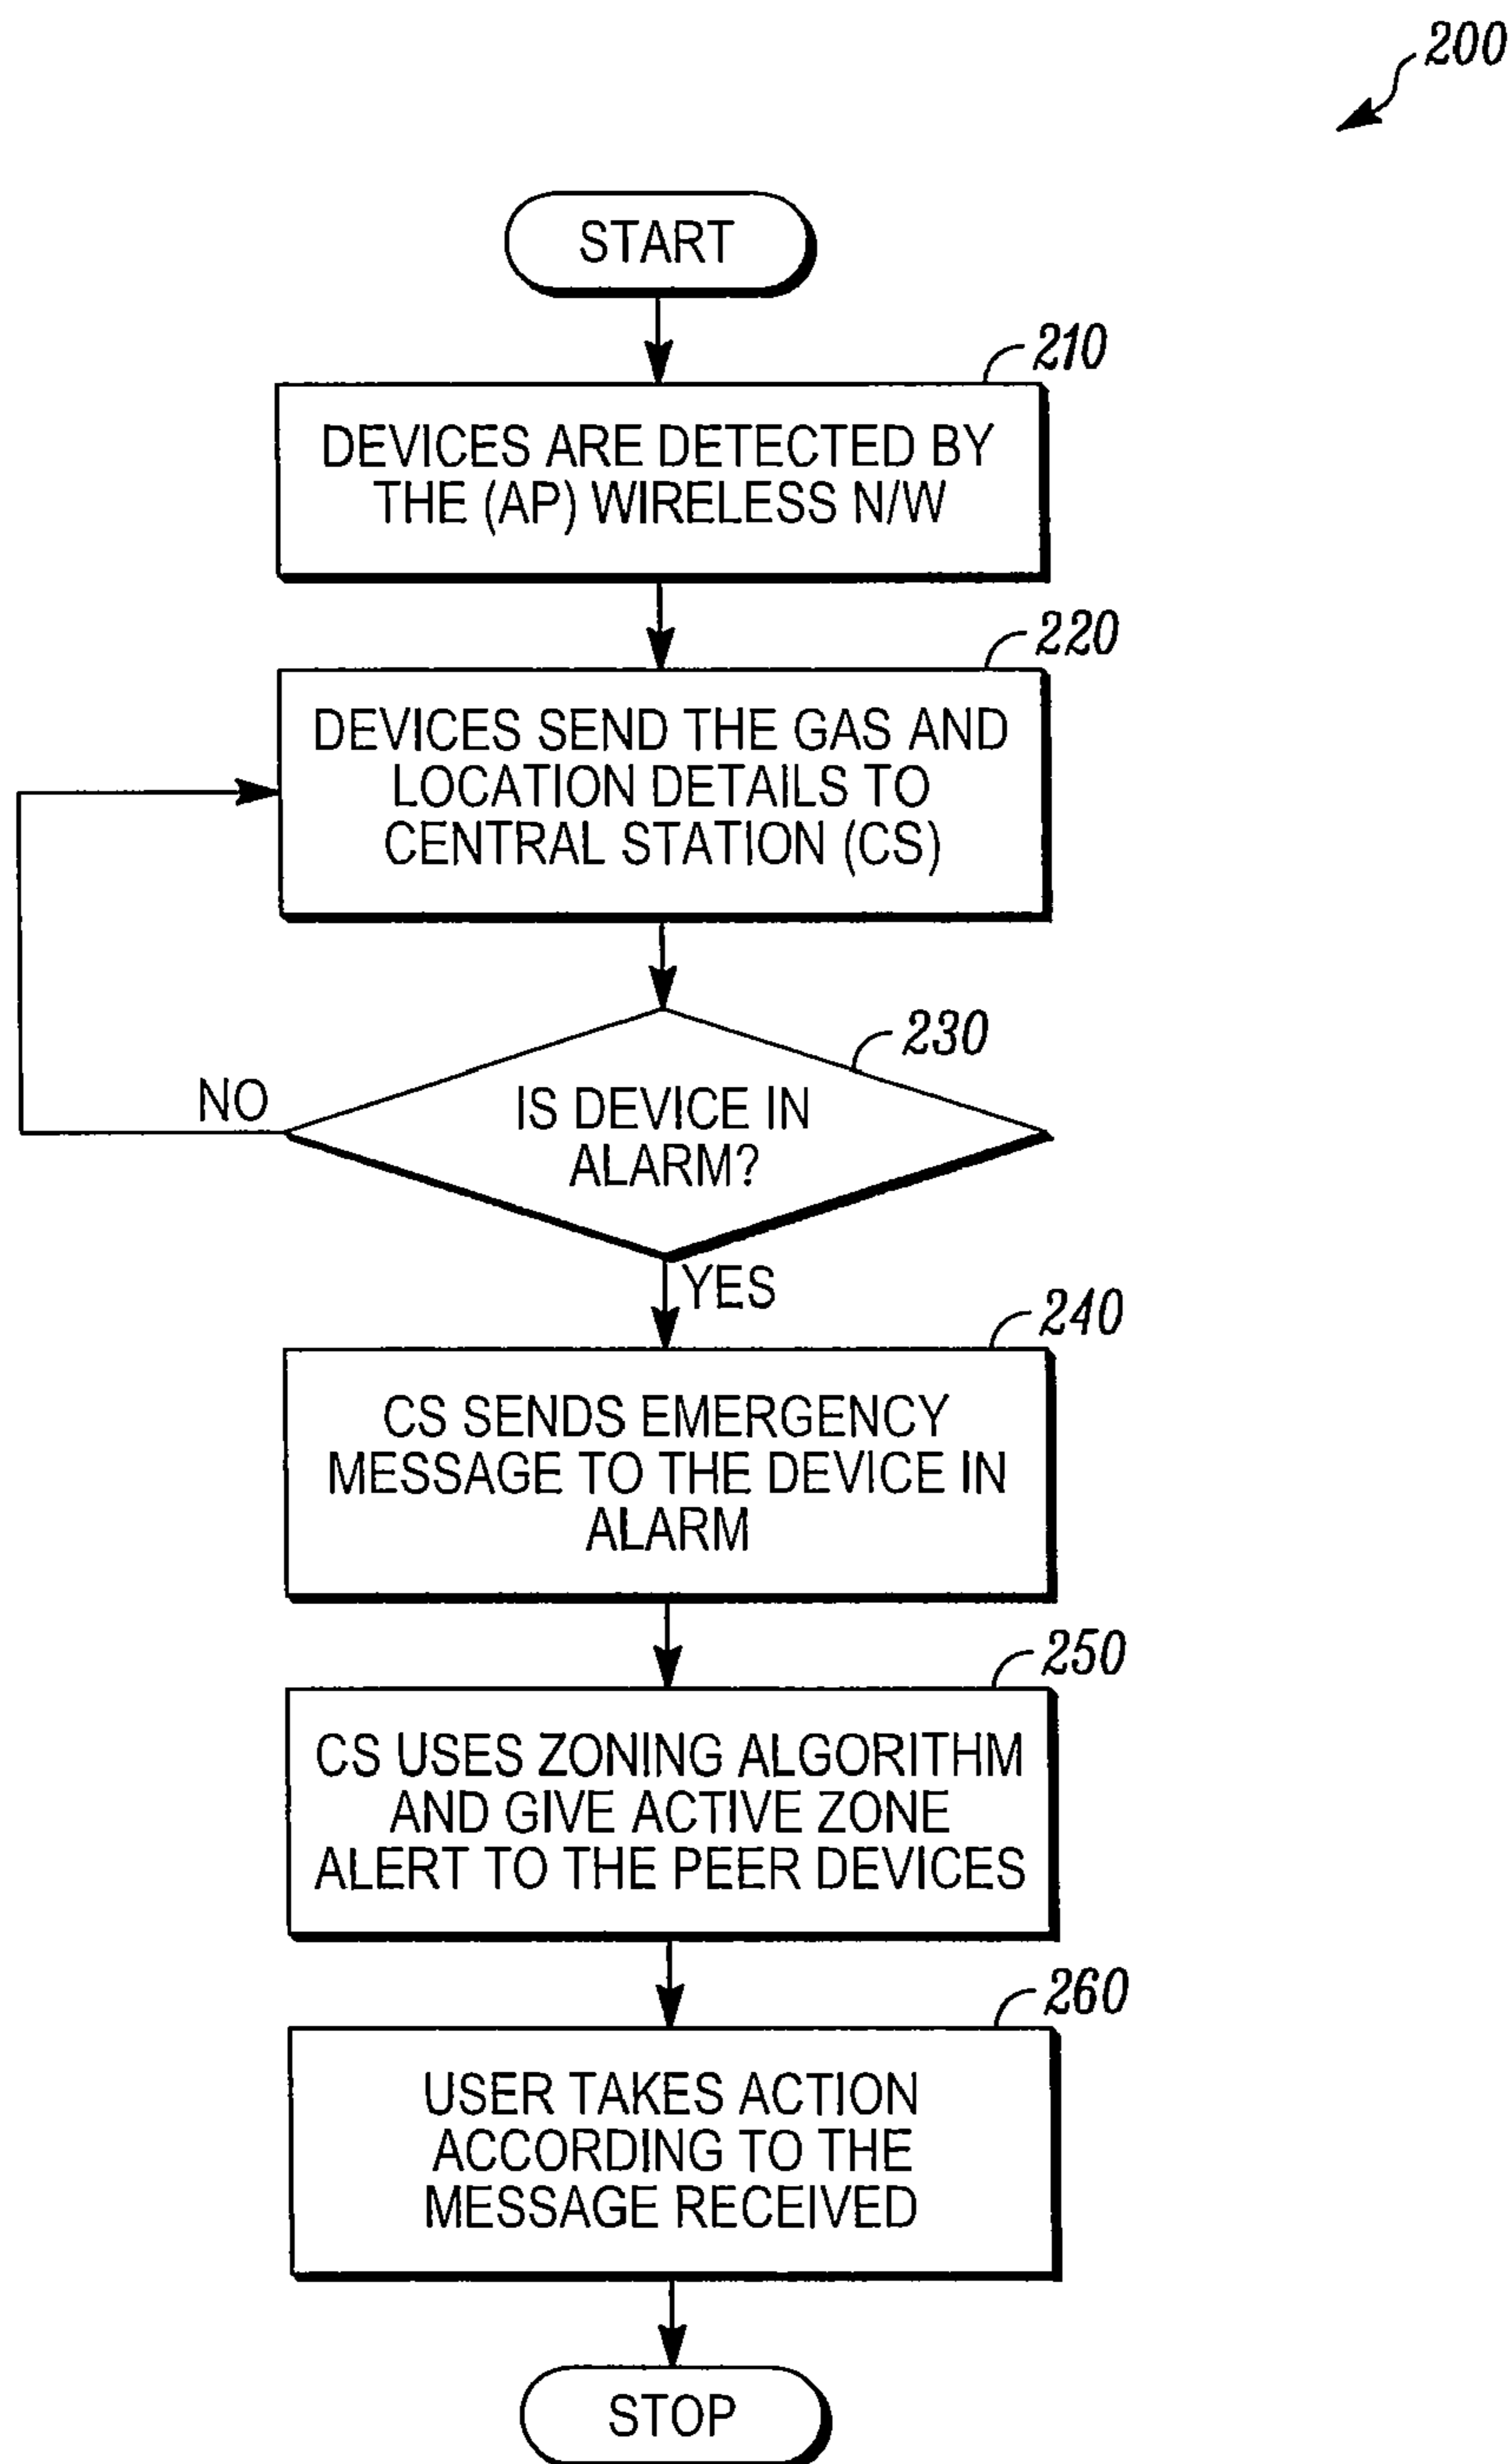 200
START
210
DEVICES ARE DETECTED BY
THE (AP) WIRELESS N/W
220
DEVICES SEND THE GAS AND
LOCATION DETAILS TO
CENTRAL STATION (CS)
230
NO
IS DEVICE IN
ALARM?
YES
240
CS SENDS EMERGENCY
MESSAGE TO THE DEVICE IN
ALARM
250
CS USES ZONING ALGORITHM
AND GIVE ACTIVE ZONE
ALERT TO THE PEER DEVICES
260
USER TAKES ACTION
ACCORDING TO THE
MESSAGE RECEIVED
STOP